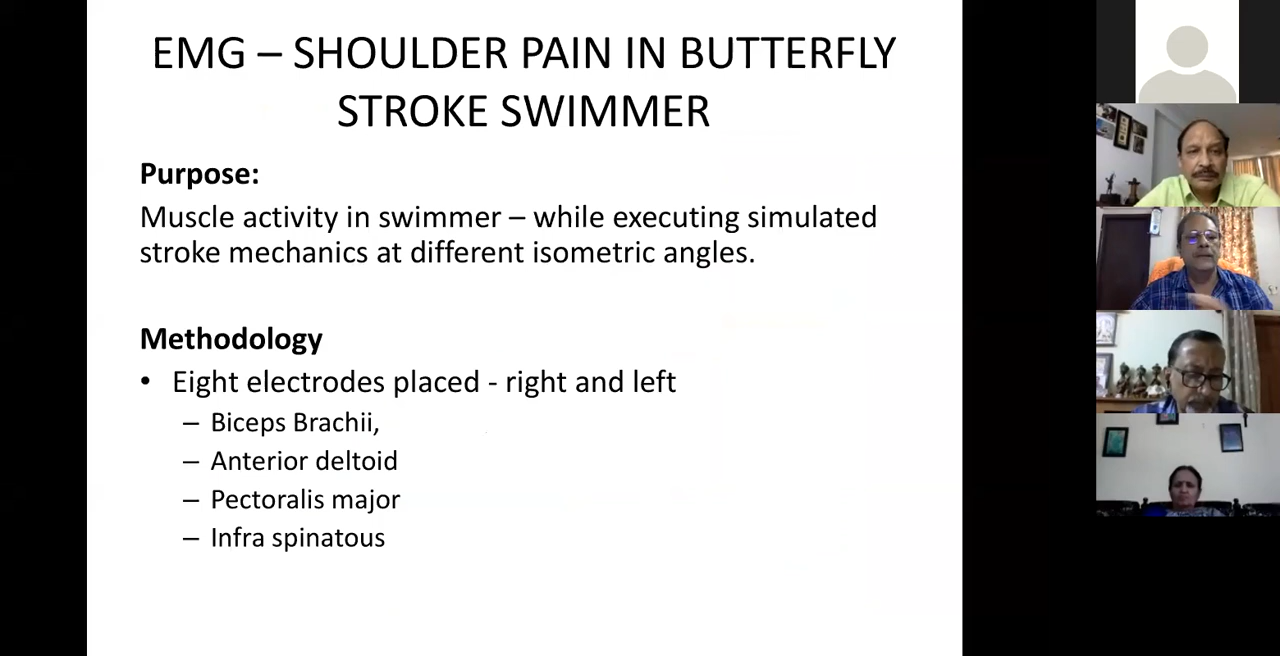 EMG – SHOULDER PAIN IN BUTTERFLY
STROKE SWIMMER
Purpose:
Muscle activity in swimmer – while executing simulated
stroke mechanics at different isometric angles.
Methodology
• Eight electrodes placed - right and left
– Biceps Brachii,
– Anterior deltoid
– Pectoralis major
– Infra spinatous